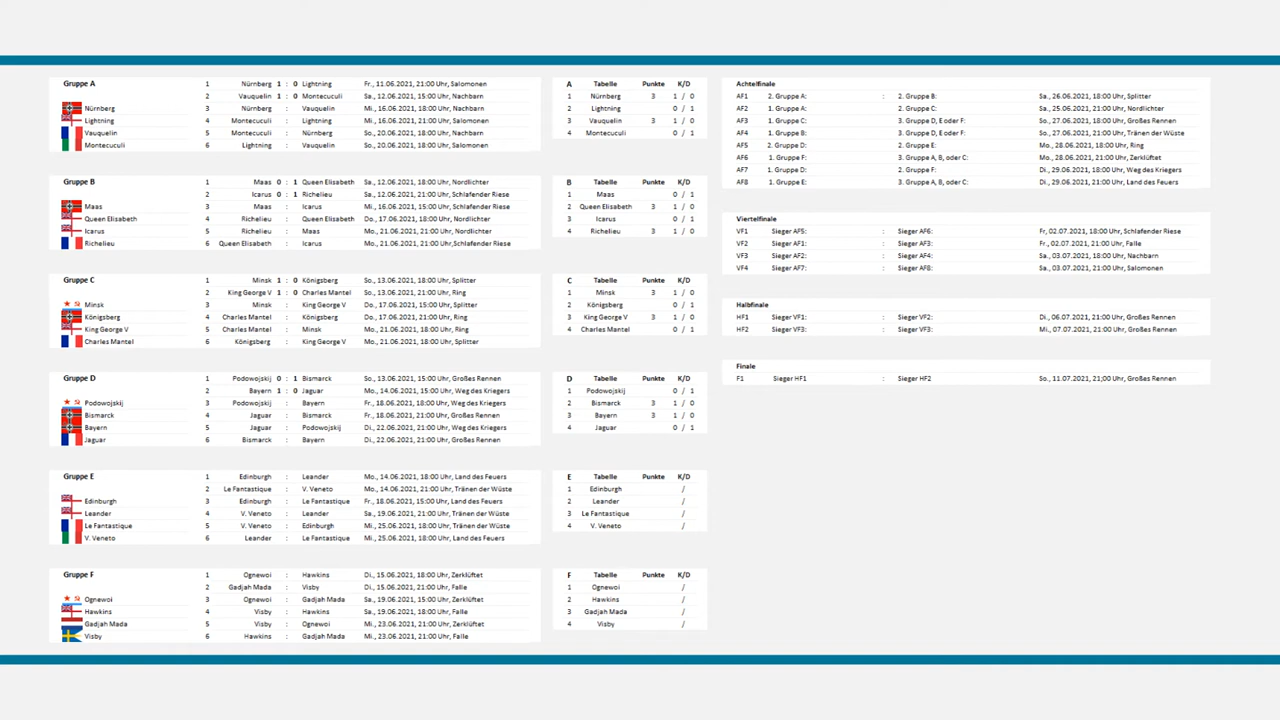 Gruppe A
1 Nürnberg 1 : 0 Lightning Fr., 11.06.2021, 21:00 Uhr, Salomonen
2 Vauquelin 1 : 0 Montecuculi Sa., 12.06.2021, 15:00 Uhr, Nachbarn
Nürnberg 3 Nürnberg : Vauquelin Mi., 16.06.2021, 18:00 Uhr, Nachbarn
Lightning 4 Montecuculi : Lightning Mi., 16.06.2021, 21:00 Uhr, Salomonen
Vauquelin 5 Montecuculi : Nürnberg So., 20.06.2021, 18:00 Uhr, Nachbarn
Montecuculi 6 Lightning : Vauquelin So., 20.06.2021, 18:00 Uhr, Salomonen
A Tabelle Punkte K/D
1 Nürnberg 3 1 / 0
2 Lightning 0 / 1
3 Vauquelin 3 1 / 0
4 Montecuculi 0 / 1
Gruppe B
1 Maas 0 : 1 Queen Elisabeth Sa., 12.06.2021, 18:00 Uhr, Nordlichter
2 Icarus 0 : 1 Richelieu Sa., 12.06.2021, 21:00 Uhr, Schlafender Riese
Maas 3 Maas : Icarus Mi., 16.06.2021, 15:00 Uhr, Schlafender Riese
Queen Elisabeth 4 Richelieu : Queen Elisabeth Do., 17.06.2021, 18:00 Uhr, Nordlichter
Icarus 5 Richelieu : Maas Mo., 21.06.2021, 21:00 Uhr, Nordlichter
Richelieu 6 Queen Elisabeth : Icarus Mo., 21.06.2021, 21:00 Uhr,Schlafender Riese
B Tabelle Punkte K/D
1 Maas 0 / 1
2 Queen Elisabeth 3 1 / 0
3 Icarus 0 / 1
4 Richelieu 3 1 / 0
Gruppe C
1 Minsk 1 : 0 Königsberg So., 13.06.2021, 18:00 Uhr, Splitter
2 King George V 1 : 0 Charles Mantel So., 13.06.2021, 21:00 Uhr, Ring
Minsk 3 Minsk : King George V Do., 17.06.2021, 15:00 Uhr, Splitter
Königsberg 4 Charles Mantel : Königsberg Do., 17.06.2021, 21:00 Uhr, Ring
King George V 5 Charles Mantel : Minsk Mo., 21.06.2021, 18:00 Uhr, Ring
Charles Mantel 6 Königsberg : King George V Mo., 21.06.2021, 18:00 Uhr, Splitter
C Tabelle Punkte K/D
1 Minsk 3 1 / 0
2 Königsberg 0 / 1
3 King George V 3 1 / 0
4 Charles Mantel 0 / 1
Gruppe D
1 Podowojskij 0 : 1 Bismarck So., 13.06.2021, 15:00 Uhr, Großes Rennen
2 Bayern 1 : 0 Jaguar Mo., 14.06.2021, 15:00 Uhr, Weg des Kriegers
Podowojskij 3 Podowojskij : Bayern Fr., 18.06.2021, 18:00 Uhr, Weg des Kriegers
Bismarck 4 Jaguar : Bismarck Fr., 18.06.2021, 21:00 Uhr, Großes Rennen
Bayern 5 Jaguar : Podowojskij Di., 22.06.2021, 21:00 Uhr, Weg des Kriegers
Jaguar 6 Bismarck : Bayern Di., 22.06.2021, 21:00 Uhr, Großes Rennen
D Tabelle Punkte K/D
1 Podowojskij 0 / 1
2 Bismarck 3 1 / 0
3 Bayern 3 1 / 0
4 Jaguar 0 / 1
Gruppe E
1 Edinburgh : Leander Mo., 14.06.2021, 18:00 Uhr, Land des Feuers
2 Le Fantastique : V. Veneto Mo., 14.06.2021, 21:00 Uhr, Tränen der Wüste
Edinburgh 3 Edinburgh : Le Fantastique Fr., 18.06.2021, 15:00 Uhr, Land des Feuers
Leander 4 V. Veneto : Leander Sa., 19.06.2021, 21:00 Uhr, Tränen der Wüste
Le Fantastique 5 V. Veneto : Edinburgh Mi., 25.06.2021, 18:00 Uhr, Tränen der Wüste
V. Veneto 6 Leander : Le Fantastique Mi., 25.06.2021, 18:00 Uhr, Land des Feuers
E Tabelle Punkte K/D
1 Edinburgh /
2 Leander /
3 Le Fantastique /
4 V. Veneto /
Gruppe F
1 Ognewoi : Hawkins Di., 15.06.2021, 18:00 Uhr, Zerklüftet
2 Gadjah Mada : Visby Di., 15.06.2021, 21:00 Uhr, Falle
Ognewoi 3 Ognewoi : Gadjah Mada Sa., 19.06.2021, 15:00 Uhr, Zerklüftet
Hawkins 4 Visby : Hawkins Sa., 19.06.2021, 18:00 Uhr, Falle
Gadjah Mada 5 Visby : Ognewoi Mi., 23.06.2021, 21:00 Uhr, Zerklüftet
Visby 6 Hawkins : Gadjah Mada Mi., 23.06.2021, 21:00 Uhr, Falle
F Tabelle Punkte K/D
1 Ognewoi /
2 Hawkins /
3 Gadjah Mada /
4 Visby /
Achtelfinale
AF1 2. Gruppe A: : 2. Gruppe B: Sa., 26.06.2021, 18:00 Uhr, Splitter
AF2 1. Gruppe A: : 2. Gruppe C: Sa., 25.06.2021, 21:00 Uhr, Nordlichter
AF3 1. Gruppe C: : 3. Gruppe D, E oder F: So., 27.06.2021, 18:00 Uhr, Großes Rennen
AF4 1. Gruppe B: : 3. Gruppe D, E oder F: So., 27.06.2021, 21:00 Uhr, Tränen der Wüste
AF5 2. Gruppe D: : 2. Gruppe E: Mo., 28.06.2021, 18:00 Uhr, Ring
AF6 1. Gruppe F: : 3. Gruppe A, B, oder C: Mo., 28.06.2021, 21:00 Uhr, Zerklüftet
AF7 1. Gruppe D: : 2. Gruppe F: Di., 29.06.2021, 18:00 Uhr, Weg des Kriegers
AF8 1. Gruppe E: : 3. Gruppe A, B, oder C: Di., 29.06.2021, 21:00 Uhr, Land des Feuers
Viertelfinale
VF1 Sieger AF5: : Sieger AF6: Fr, 02.07.2021, 18:00 Uhr, Schlafender Riese
VF2 Sieger AF1: : Sieger AF3: Fr., 02.07.2021, 21:00 Uhr, Falle
VF3 Sieger AF2: : Sieger AF4: Sa., 03.07.2021, 18:00 Uhr, Nachbarn
VF4 Sieger AF7: : Sieger AF8: Sa., 03.07.2021, 21:00 Uhr, Salomonen
Halbfinale
HF1 Sieger VF1: : Sieger VF2: Di., 06.07.2021, 21:00 Uhr, Großes Rennen
HF2 Sieger VF3: : Sieger VF3: Mi., 07.07.2021, 21:00 Uhr, Großes Rennen
Finale
F1 Sieger HF1 : Sieger HF2 So., 11.07.2021, 21;00 Uhr, Großes Rennen